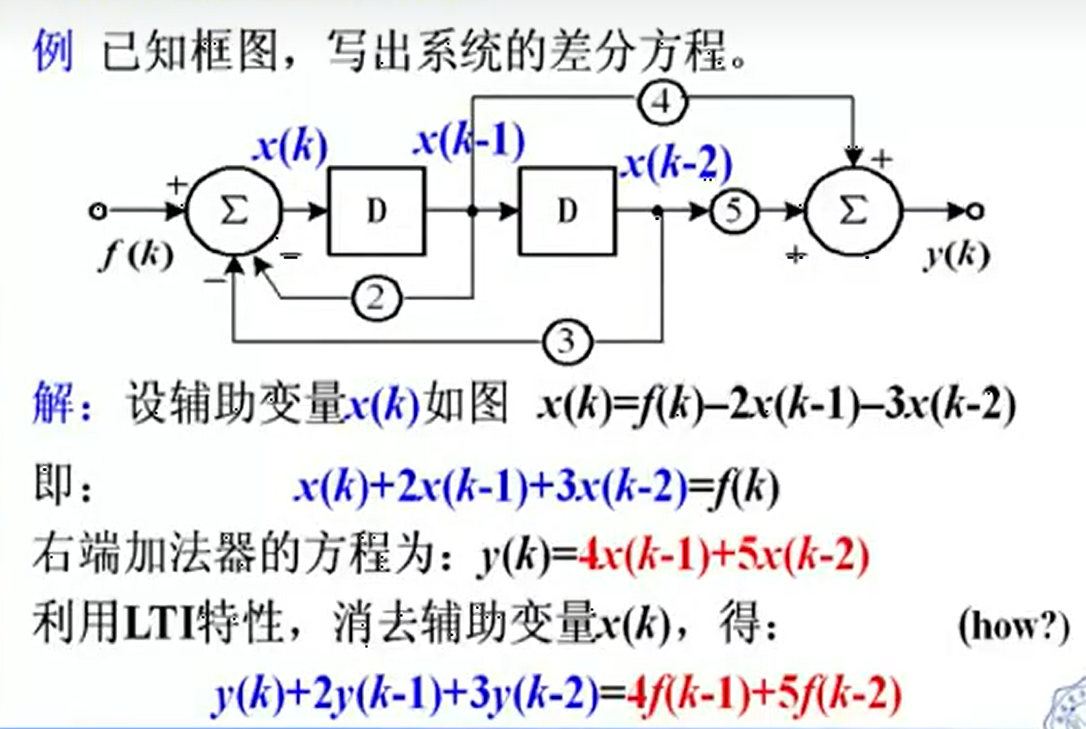 例 已知框图，写出系统的差分方程。
4
x(k) x(k-1) x(k-2)
+ Σ D D 5 Σ +
f(k) − − + y(k)
2
3
解：设辅助变量x(k)如图 x(k)=f(k)–2x(k-1)–3x(k-2)
即： x(k)+2x(k-1)+3x(k-2)=f(k)
右端加法器的方程为：y(k)=4x(k-1)+5x(k-2)
利用LTI特性，消去辅助变量x(k)，得： (how?)
y(k)+2y(k-1)+3y(k-2)=4f(k-1)+5f(k-2)